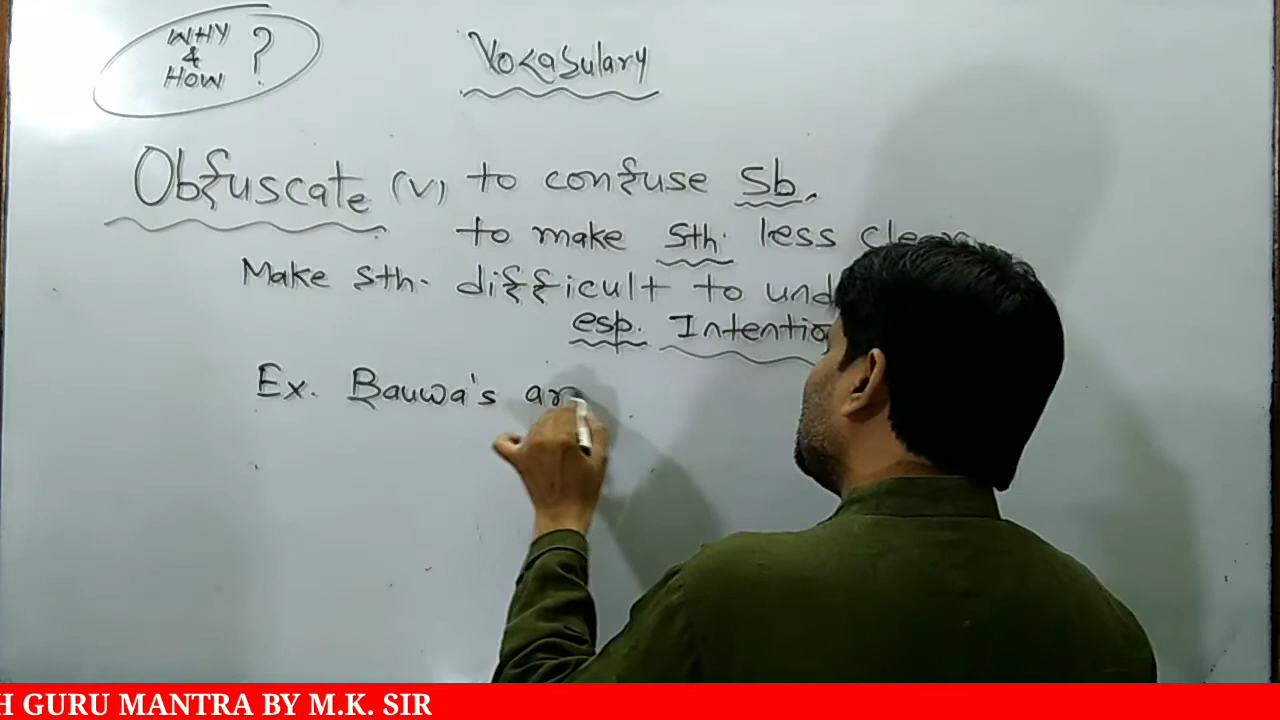 WHY
&
HOW ?
Vocabulary
Obfuscate (v) to confuse Sb.
to make Sth. less clear
Make Sth. difficult to
esp.
Ex. Bauwa's
GURU MANTRA BY M.K. SIR